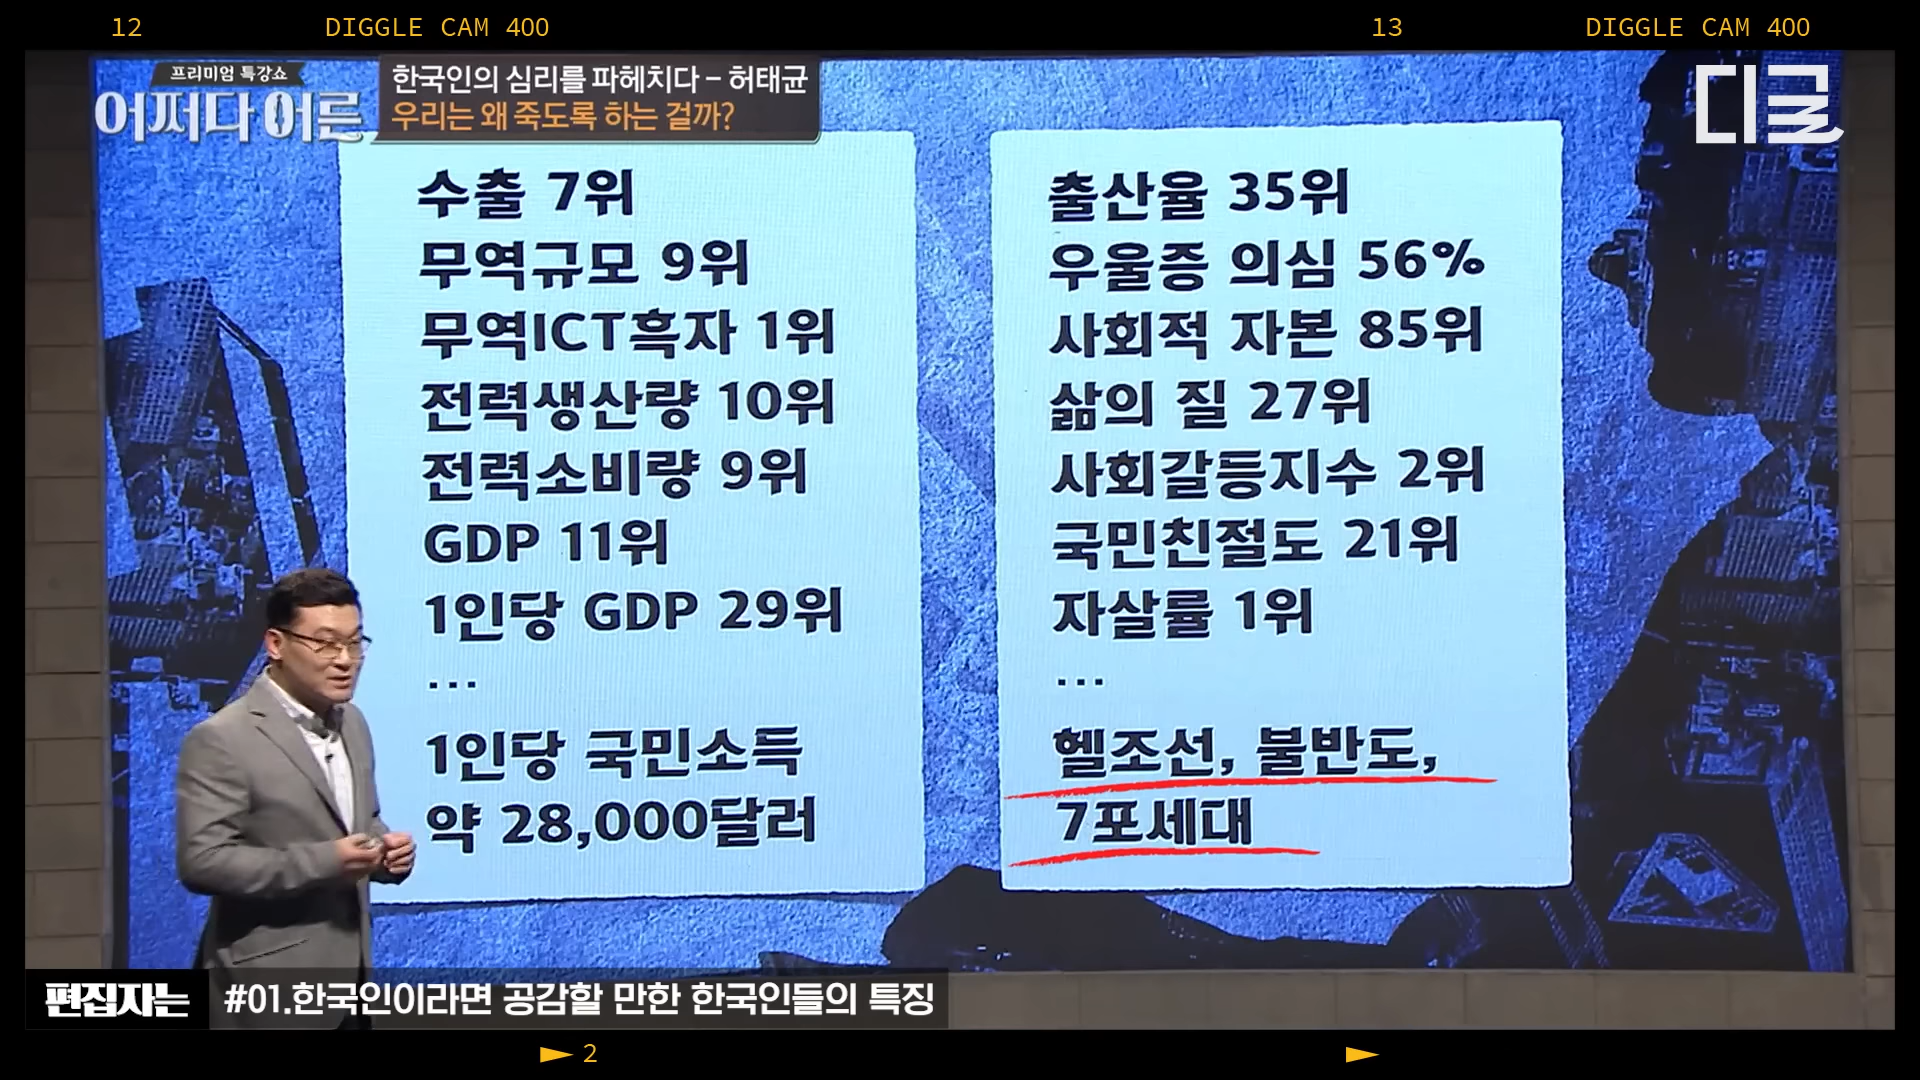 12
DIGGLE CAM 400
13
DIGGLE CAM 400
프리미엄 특강쇼
어쩌다 어른
한국인의 심리를 파헤치다 – 허태균
우리는 왜 죽도록 하는 걸까?
디글
수출 7위
무역규모 9위
무역ICT흑자 1위
전력생산량 10위
전력소비량 9위
GDP 11위
1인당 GDP 29위
...
1인당 국민소득
약 28,000달러
출산율 35위
우울증 의심 56%
사회적 자본 85위
삶의 질 27위
사회갈등지수 2위
국민친절도 21위
자살률 1위
...
헬조선, 불반도,
7포세대
편집자는
#01.한국인이라면 공감할 만한 한국인들의 특징
2